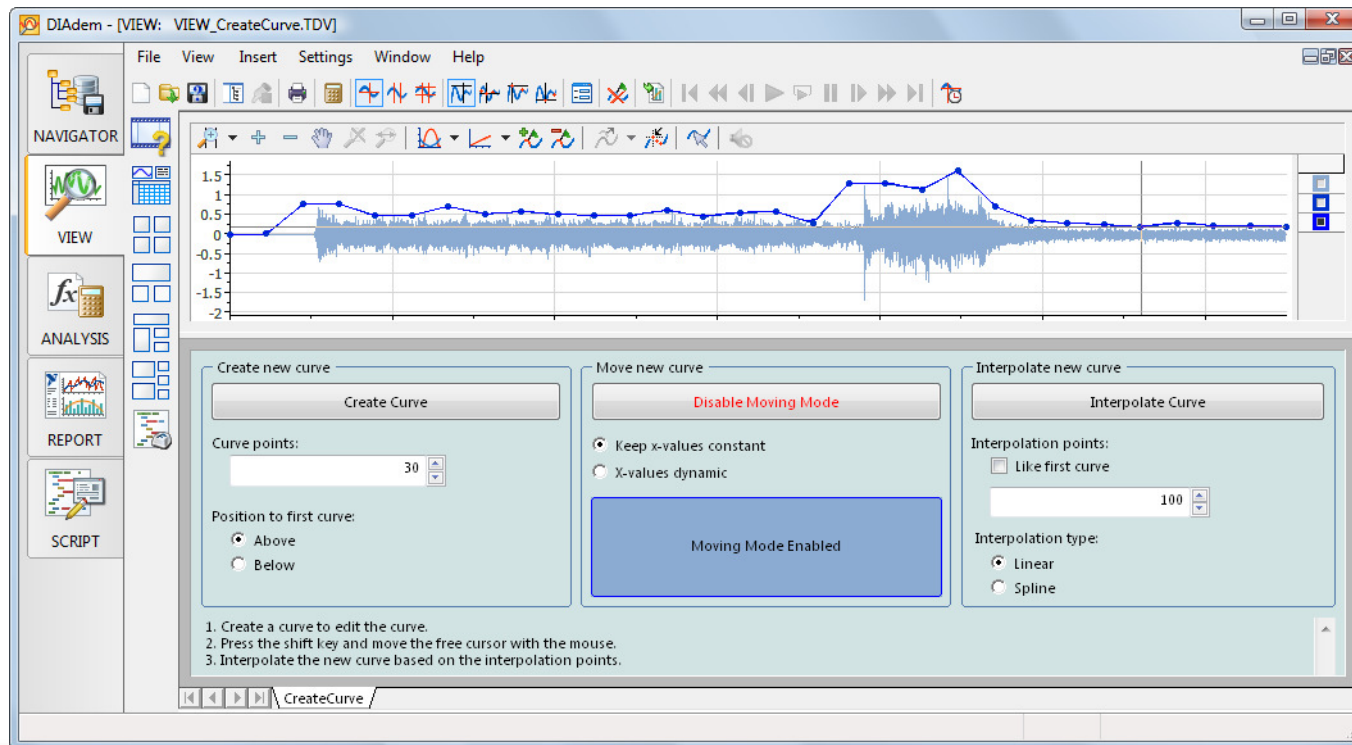 DIAdem - [VIEW:   VIEW_CreateCurve.TDV]
File View Insert Settings Window Help
NAVIGATOR
VIEW
ANALYSIS
REPORT
SCRIPT
1.5
1
0.5
0
-0.5
-1
-1.5
-2
Create new curve
Create Curve
Curve points:
30
Position to first curve:
Above
Below
Move new curve
Disable Moving Mode
Keep x-values constant
X-values dynamic
Moving Mode Enabled
Interpolate new curve
Interpolate Curve
Interpolation points:
Like first curve
100
Interpolation type:
Linear
Spline
1. Create a curve to edit the curve.
2. Press the shift key and move the free cursor with the mouse.
3. Interpolate the new curve based on the interpolation points.
CreateCurve